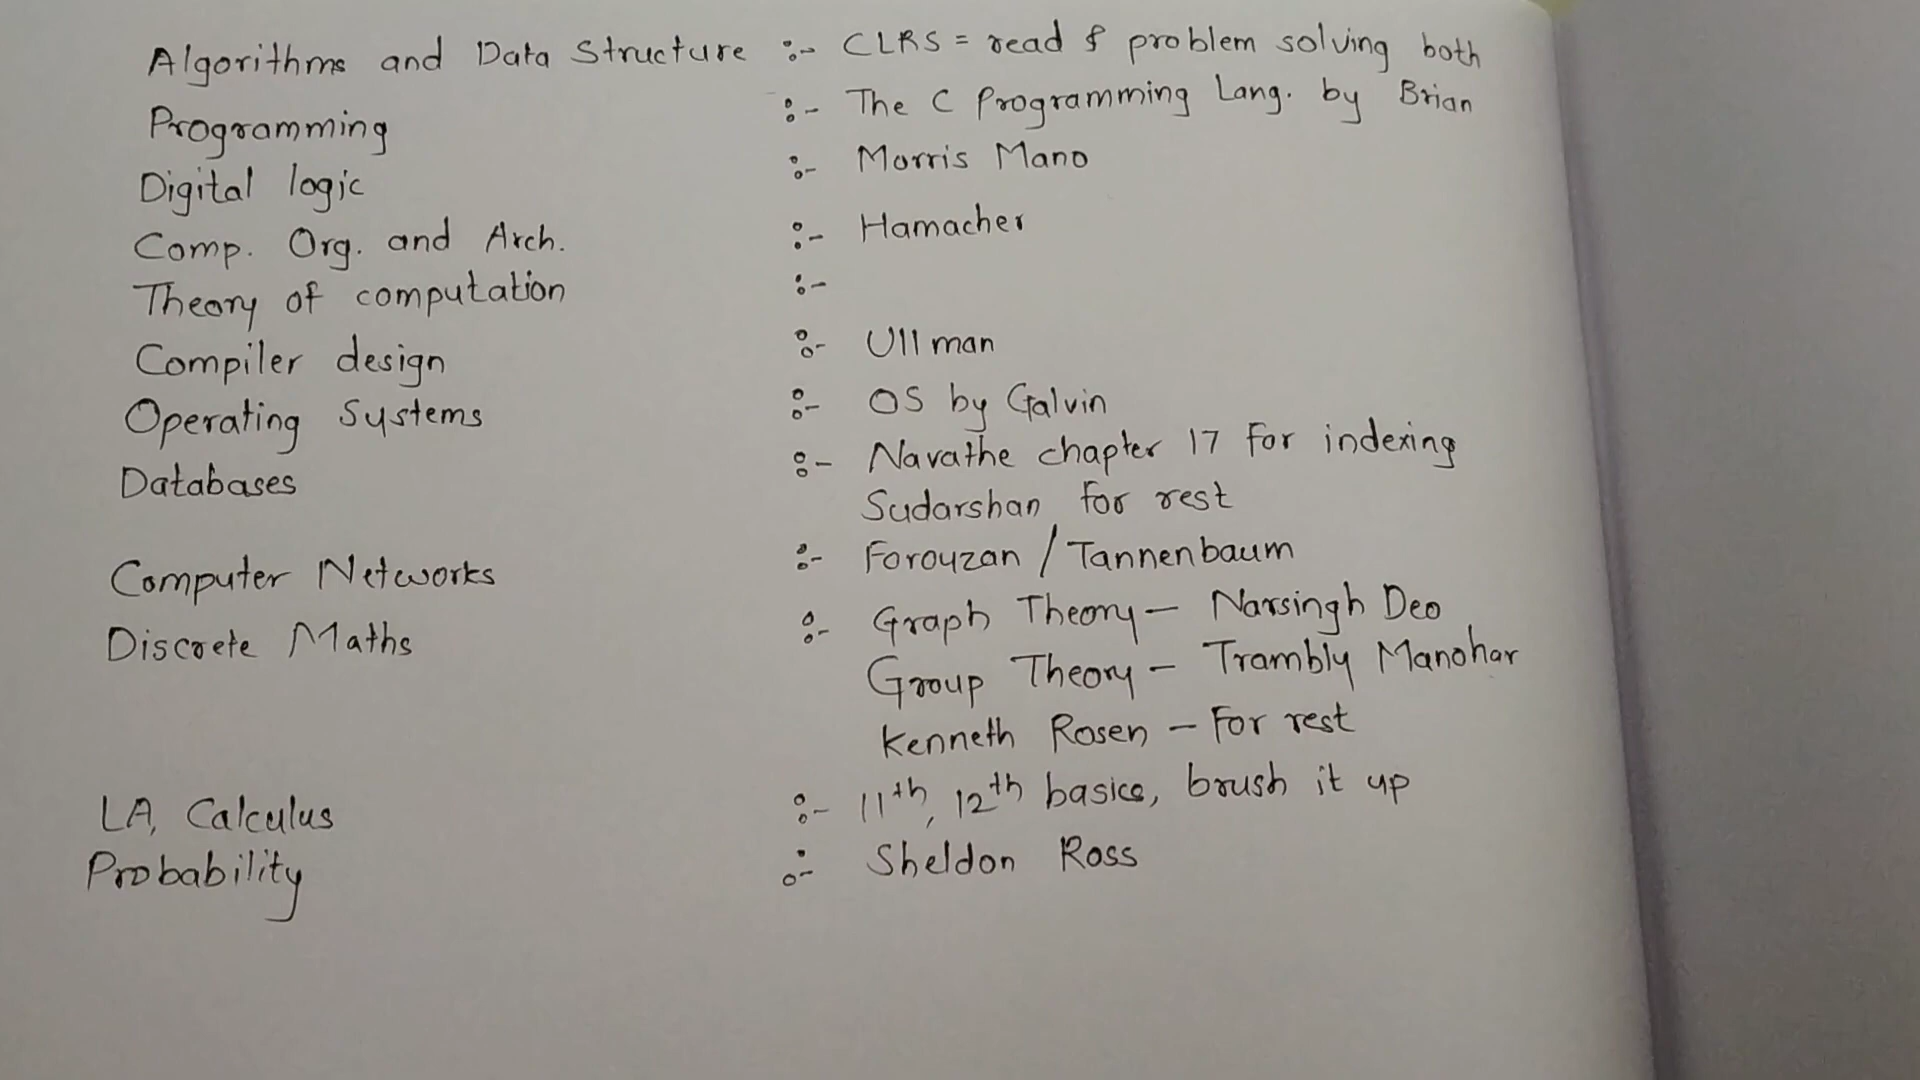 Algorithms and Data Structure :- CLRS = read & problem solving both
Programming :- The C Programming Lang. by Brian
Digital logic :- Morris Mano
Comp. Org. and Arch. :- Hamacher
Theory of computation :-
Compiler design :- Ullman
Operating Systems :- OS by Galvin
Databases :- Navathe chapter 17 for indexing
Sudarshan for rest
Computer Networks :- Forouzan / Tannenbaum
Discrete Maths :- Graph Theory - Narsingh Deo
Group Theory - Trambly Manohar
Kenneth Rosen - For rest
LA, Calculus :- 11th, 12th basics, brush it up
Probability :- Sheldon Ross